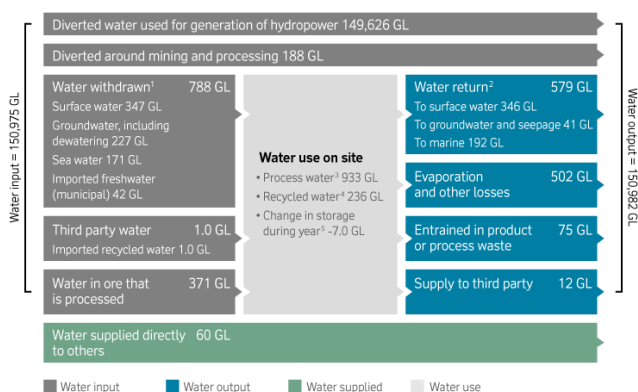 Diverted water used for generation of hydropower 149,626 GL
Diverted around mining and processing 188 GL
Water input = 150,975 GL
Water withdrawn¹ 788 GL
Surface water 347 GL
Groundwater, including
dewatering 227 GL
Sea water 171 GL
Imported freshwater
(municipal) 42 GL
Third party water 1.0 GL
Imported recycled water 1.0 GL
Water in ore that 371 GL
is processed
Water use on site
• Process water³ 933 GL
• Recycled water⁴ 236 GL
• Change in storage
during year⁵ -7.0 GL
Water return² 579 GL
To surface water 346 GL
To groundwater and seepage 41 GL
To marine 192 GL
Evaporation 502 GL
and other losses
Entrained in product 75 GL
or process waste
Supply to third party 12 GL
Water output = 150,982 GL
Water supplied directly 60 GL
to others
Water input
Water output
Water supplied
Water use